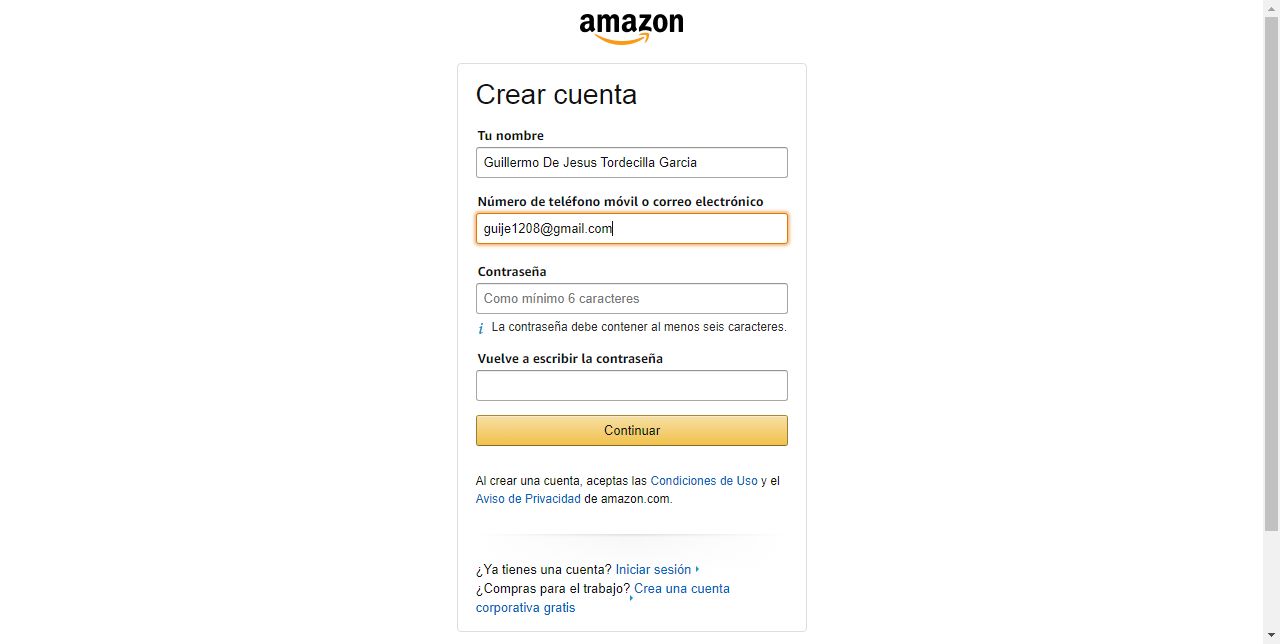 amazon
Crear cuenta
Tu nombre
Guillermo De Jesus Tordecilla Garcia
Número de teléfono móvil o correo electrónico
guije1208@gmail.com
Contraseña
Como mínimo 6 caracteres
i La contraseña debe contener al menos seis caracteres.
Vuelve a escribir la contraseña
Continuar
Al crear una cuenta, aceptas las Condiciones de Uso y el
Aviso de Privacidad de amazon.com.
¿Ya tienes una cuenta? Iniciar sesión
¿Compras para el trabajo? Crea una cuenta
corporativa gratis